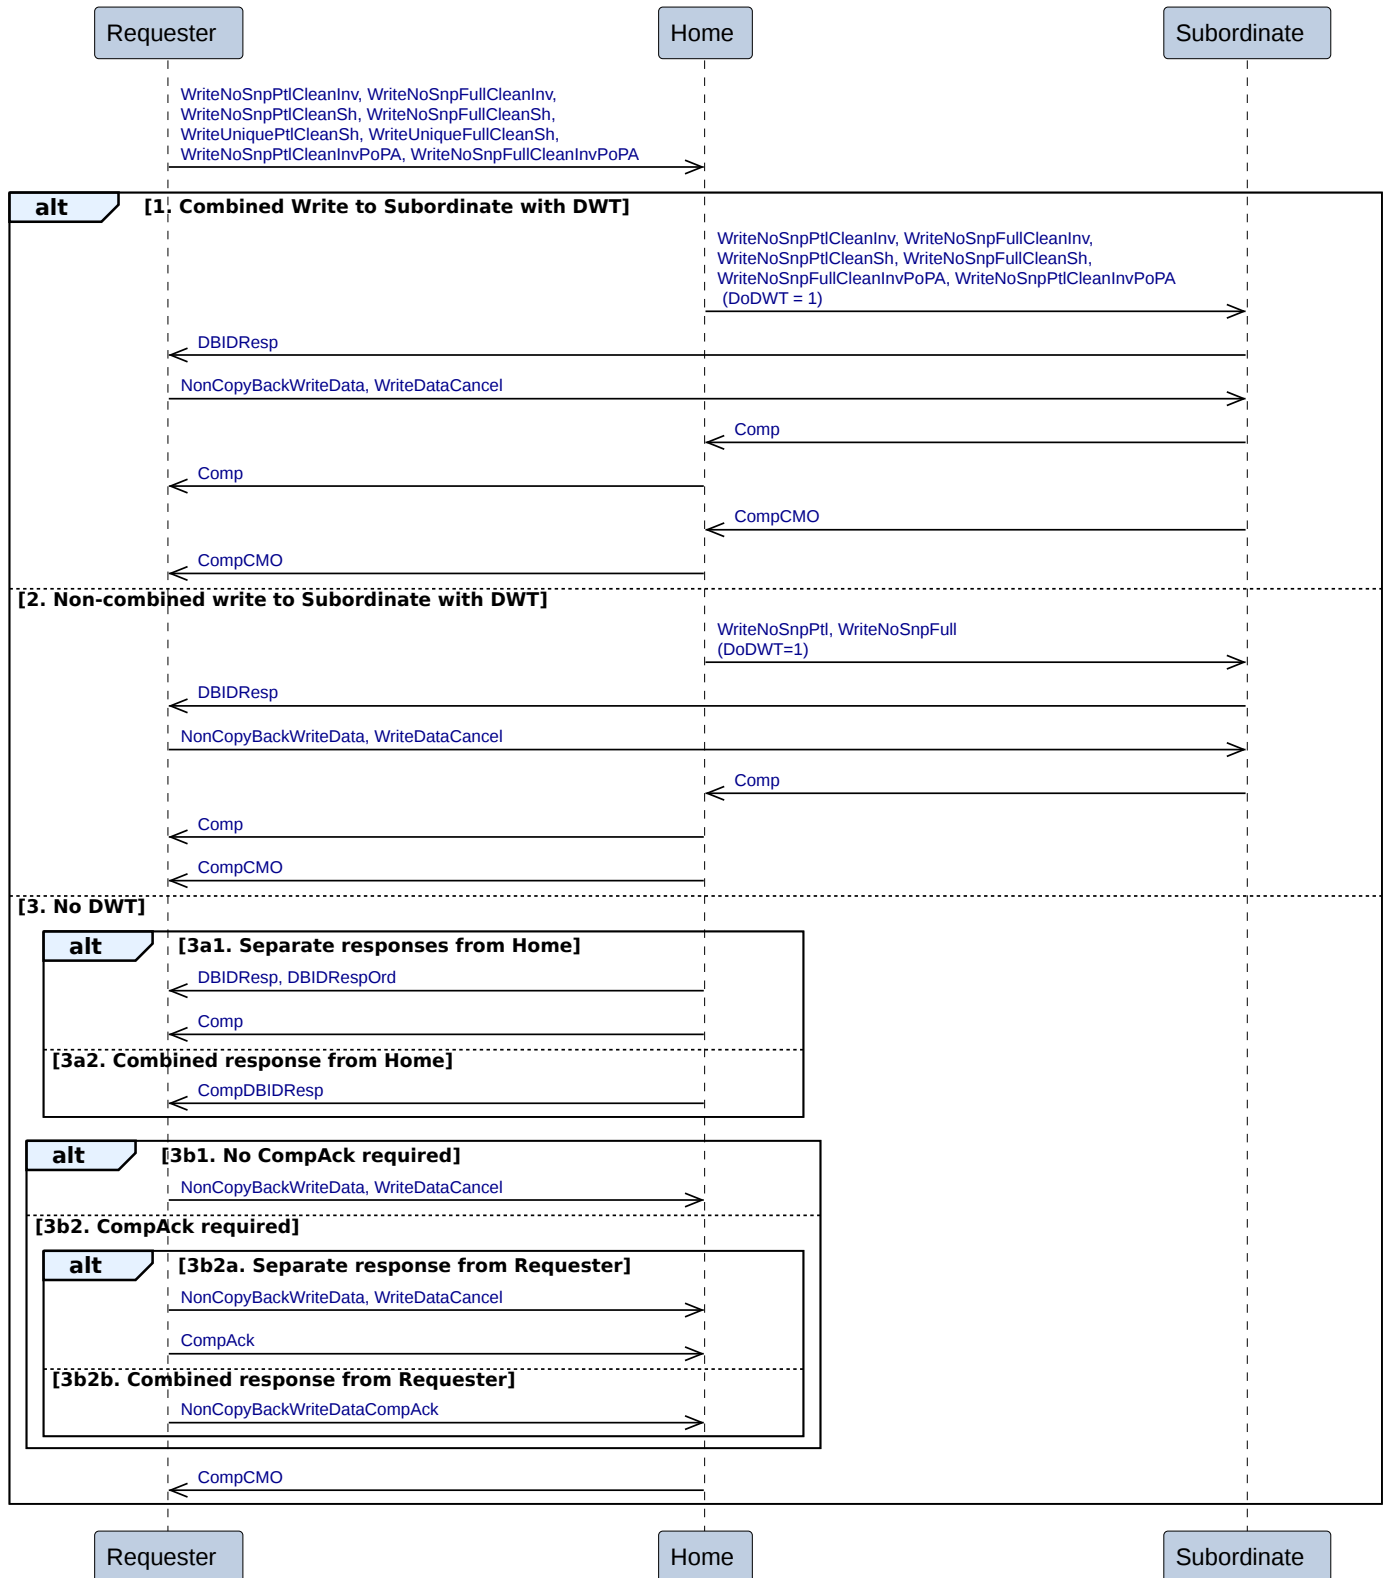 Requester
Home
Subordinate
WriteNoSnpPtlCleanInv, WriteNoSnpFullCleanInv,
WriteNoSnpPtlCleanSh, WriteNoSnpFullCleanSh,
WriteUniquePtlCleanSh, WriteUniqueFullCleanSh,
WriteNoSnpPtlCleanInvPoPA, WriteNoSnpFullCleanInvPoPA
alt
[1. Combined Write to Subordinate with DWT]
WriteNoSnpPtlCleanInv, WriteNoSnpFullCleanInv,
WriteNoSnpPtlCleanSh, WriteNoSnpFullCleanSh,
WriteNoSnpFullCleanInvPoPA, WriteNoSnpPtlCleanInvPoPA
(DoDWT = 1)
DBIDResp
NonCopyBackWriteData, WriteDataCancel
Comp
Comp
CompCMO
CompCMO
[2. Non-combined write to Subordinate with DWT]
WriteNoSnpPtl, WriteNoSnpFull
(DoDWT=1)
DBIDResp
NonCopyBackWriteData, WriteDataCancel
Comp
Comp
CompCMO
[3. No DWT]
alt
[3a1. Separate responses from Home]
DBIDResp, DBIDRespOrd
Comp
[3a2. Combined response from Home]
CompDBIDResp
alt
[3b1. No CompAck required]
NonCopyBackWriteData, WriteDataCancel
[3b2. CompAck required]
alt
[3b2a. Separate response from Requester]
NonCopyBackWriteData, WriteDataCancel
CompAck
[3b2b. Combined response from Requester]
NonCopyBackWriteDataCompAck
CompCMO
Requester
Home
Subordinate